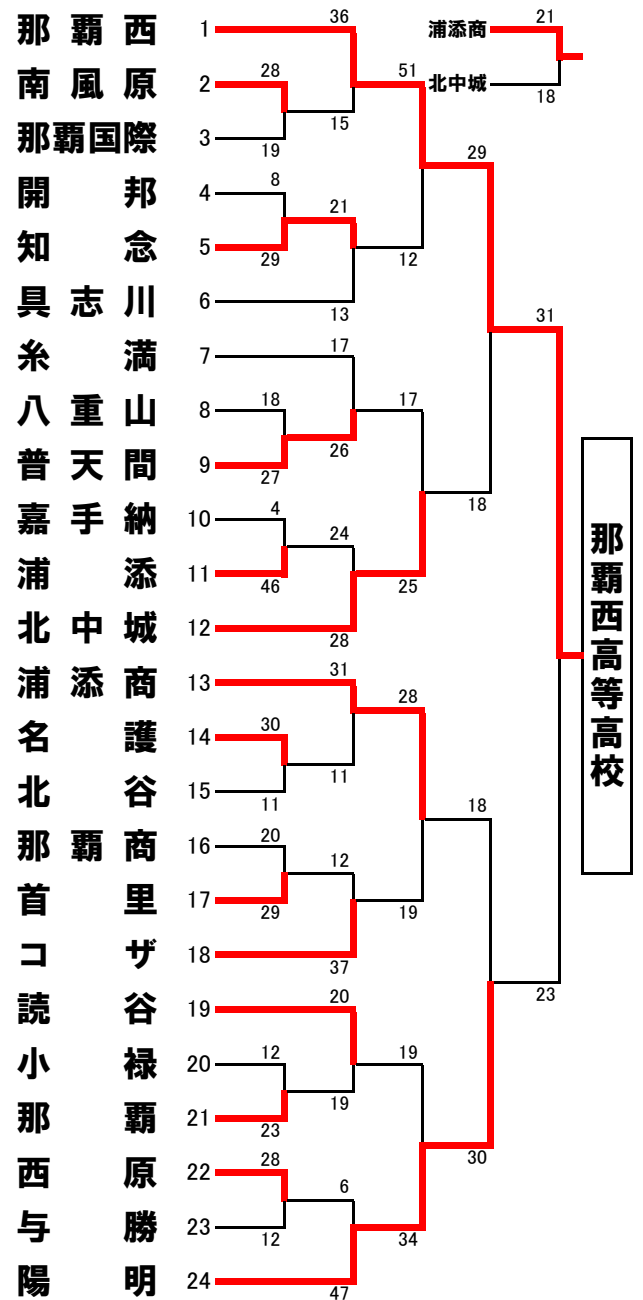 那覇西 1 36
南風原 2 28
15
那覇国際 3 19
51
開邦 4 8
知念 5 29
21
具志川 6 13
12
29
糸満 7 17
八重山 8 18
普天間 9 27
26
17
嘉手納 10 4
浦添 11 46
24
北中城 12 28
25
18
31
浦添商 13 31
名護 14 30
北谷 15 11
11
28
那覇商 16 20
首里 17 29
12
コザ 18 37
19
18
読谷 19 20
小禄 20 12
那覇 21 23
19
19
西原 22 28
与勝 23 12
6
陽明 24 47
34
30
23
浦添商 21
北中城 18
那覇西高等高校